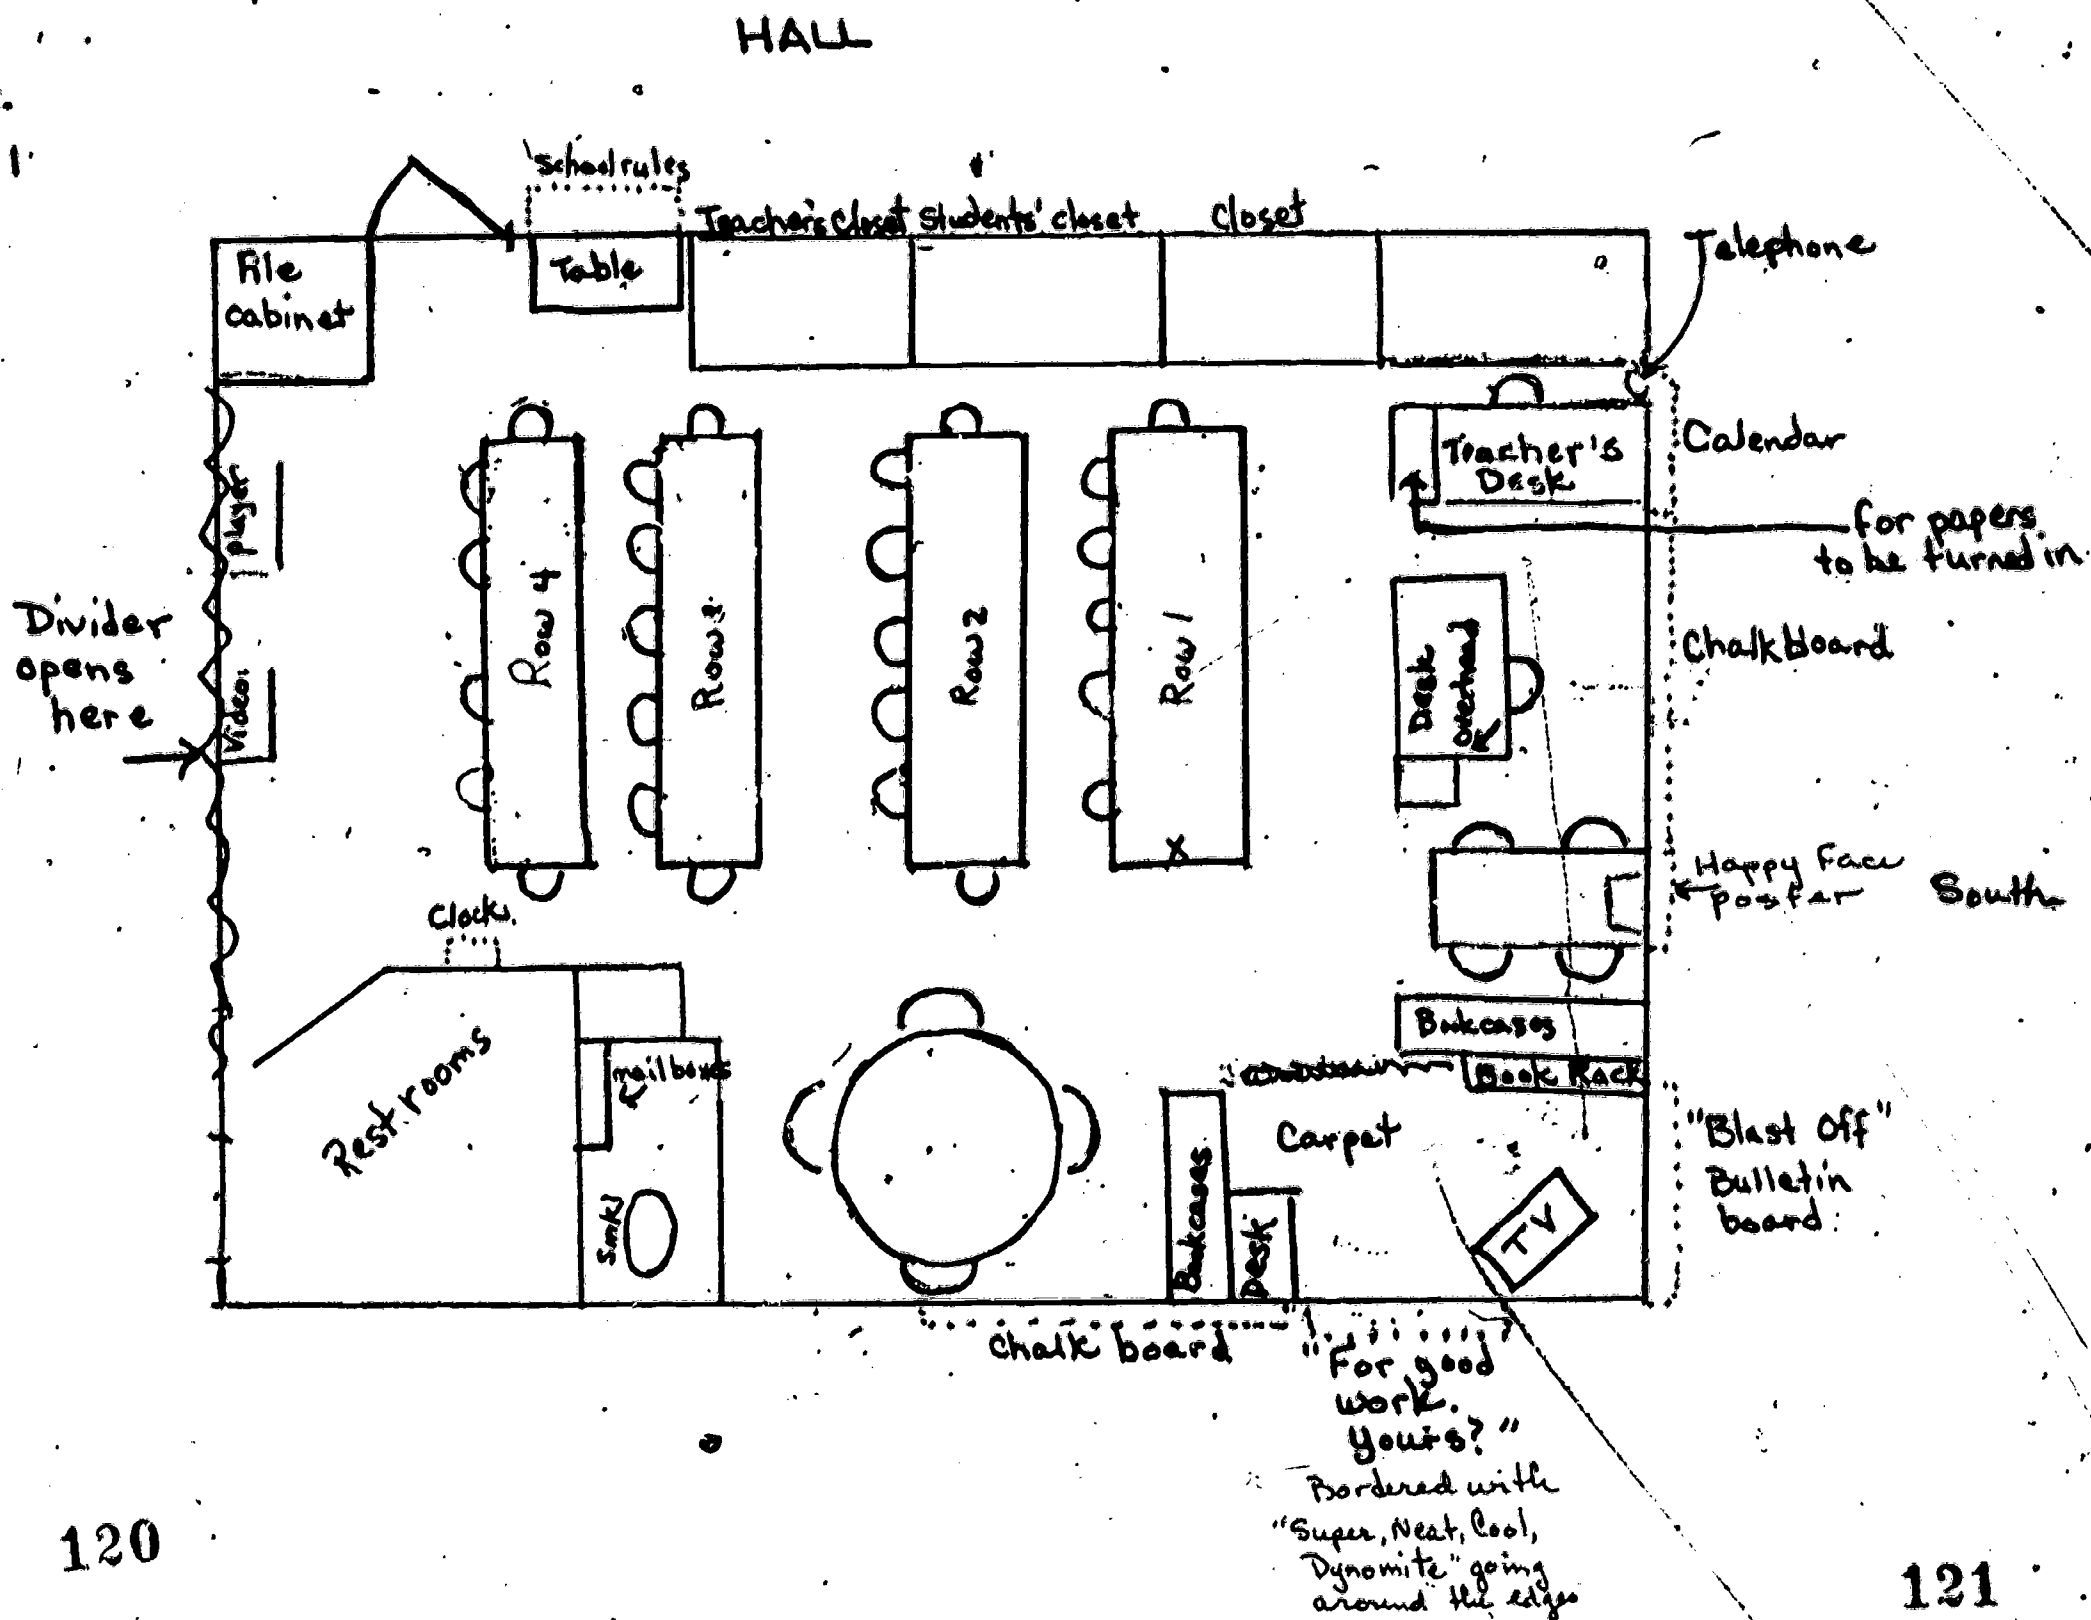 HALL
School rules
Teacher's Closet Students' closet Closet
Telephone
File
cabinet
Table
Calendar
Teacher's
Desk
for papers
to be turned in
player
Video
Divider
opens
here
Row 4
Row 3
Row 2
Row 1
X
Desk
overhead
Chalkboard
Happy Face
poster
South
Clock
Restrooms
mailboxes
Sink
Bookcases
Book Rack
Carpet
Bookcases
Desk
TV
"Blast Off"
Bulletin
board
Chalk board
"For good
work.
Yours?"
Bordered with
"Super, Neat, Cool,
Dynomite" going
around the edges
120
121